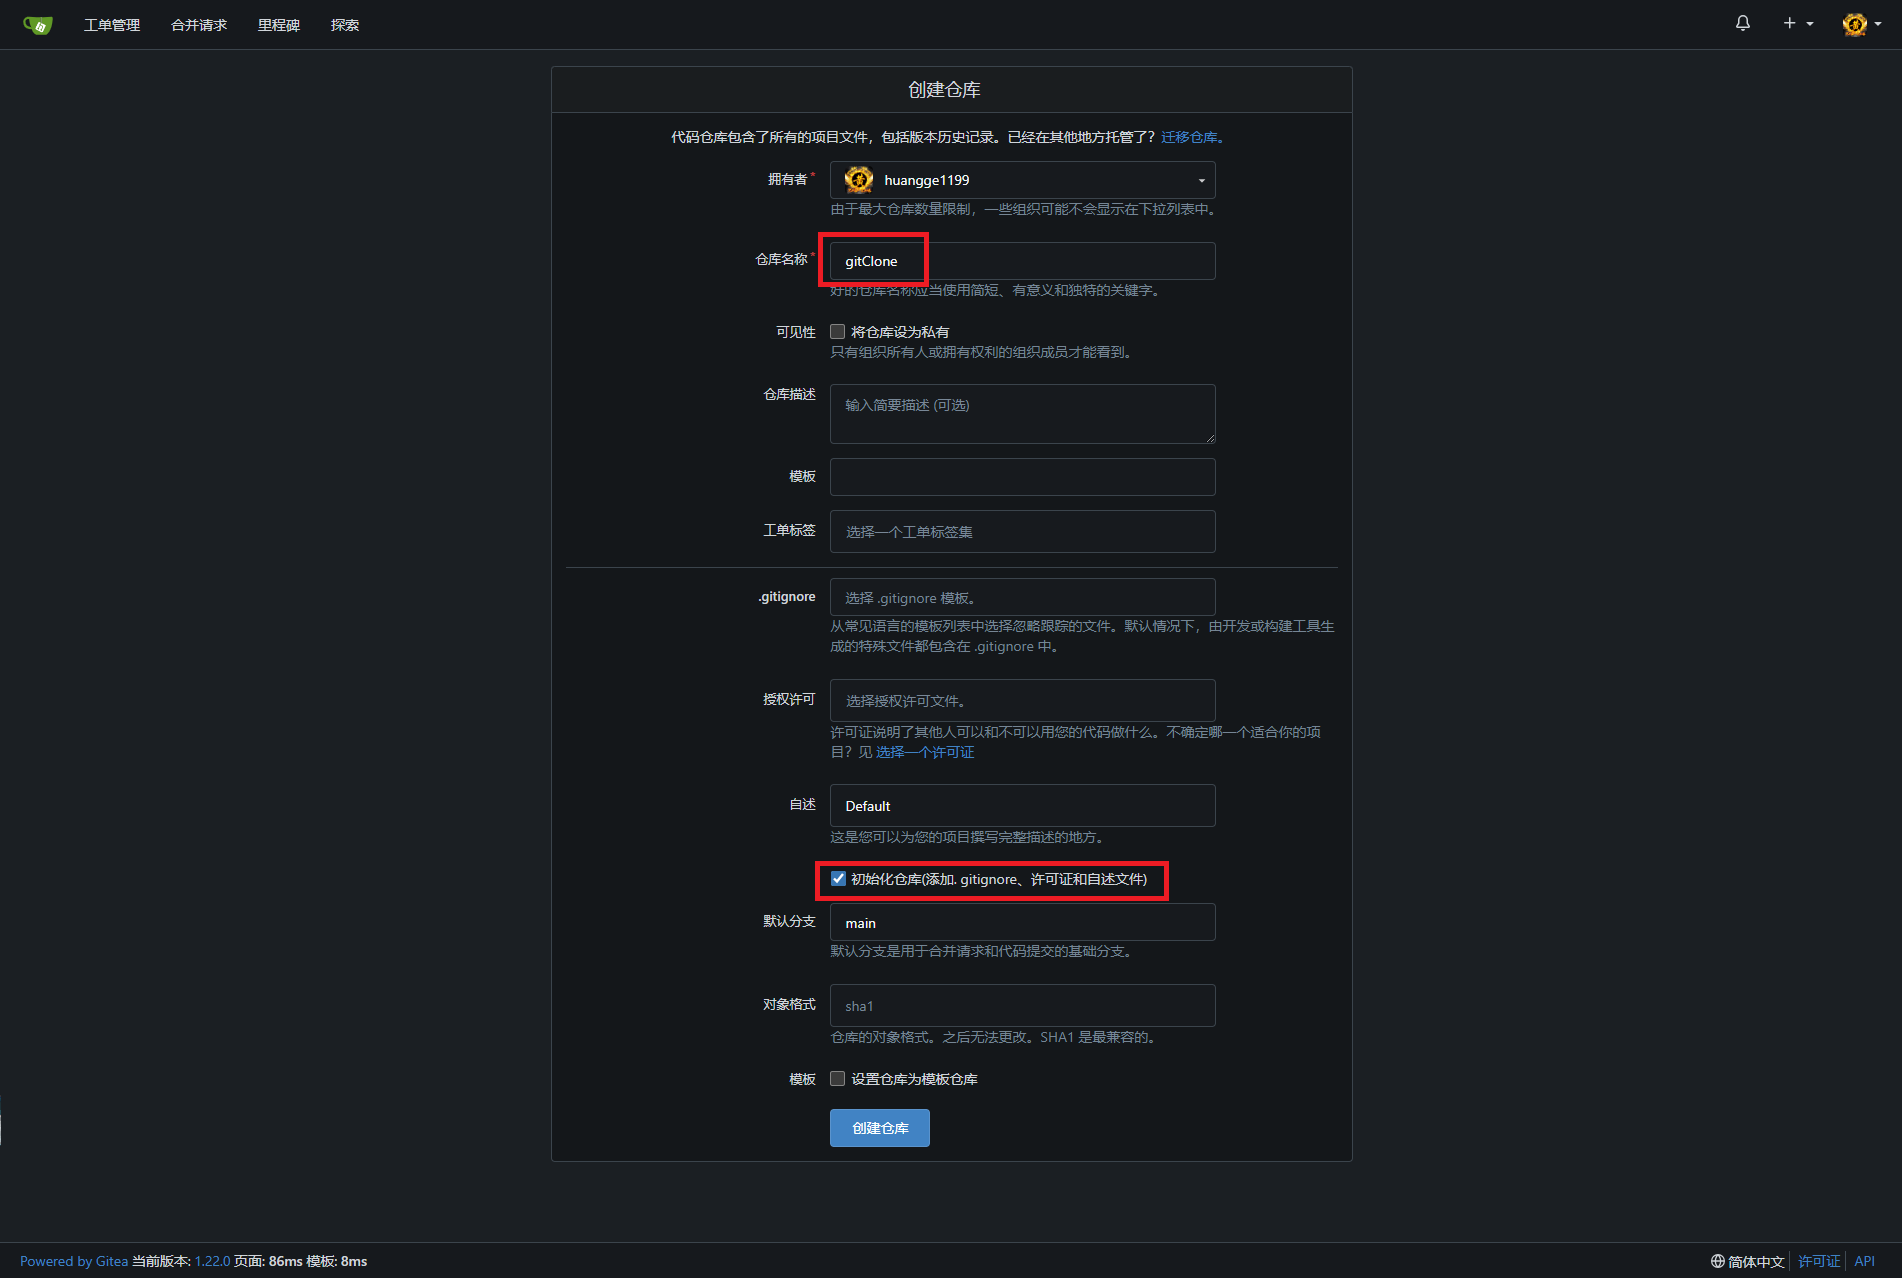 工单管理 合并请求 里程碑 探索
创建仓库
代码仓库包含了所有的项目文件，包括版本历史记录。已经在其他地方托管了？迁移仓库。
拥有者* huangge1199
由于最大仓库数量限制，一些组织可能不会显示在下拉列表中。
仓库名称* gitClone
好的仓库名称应当使用简短、有意义和独特的关键字。
可见性 将仓库设为私有
只有组织所有人或拥有权利的组织成员才能看到。
仓库描述 输入简要描述 (可选)
模板
工单标签 选择一个工单标签集
.gitignore 选择 .gitignore 模板。
从常见语言的模板列表中选择忽略跟踪的文件。默认情况下，由开发或构建工具生
成的特殊文件都包含在 .gitignore 中。
授权许可 选择授权许可文件。
许可证说明了其他人可以和不可以用您的代码做什么。不确定哪一个适合你的项
目？见 选择一个许可证
自述 Default
这是您可以为您的项目撰写完整描述的地方。
初始化仓库(添加. gitignore、许可证和自述文件)
默认分支 main
默认分支是用于合并请求和代码提交的基础分支。
对象格式 sha1
仓库的对象格式。之后无法更改。SHA1 是最兼容的。
模板 设置仓库为模板仓库
创建仓库
Powered by Gitea 当前版本: 1.22.0 页面: 86ms 模板: 8ms 简体中文 许可证 API